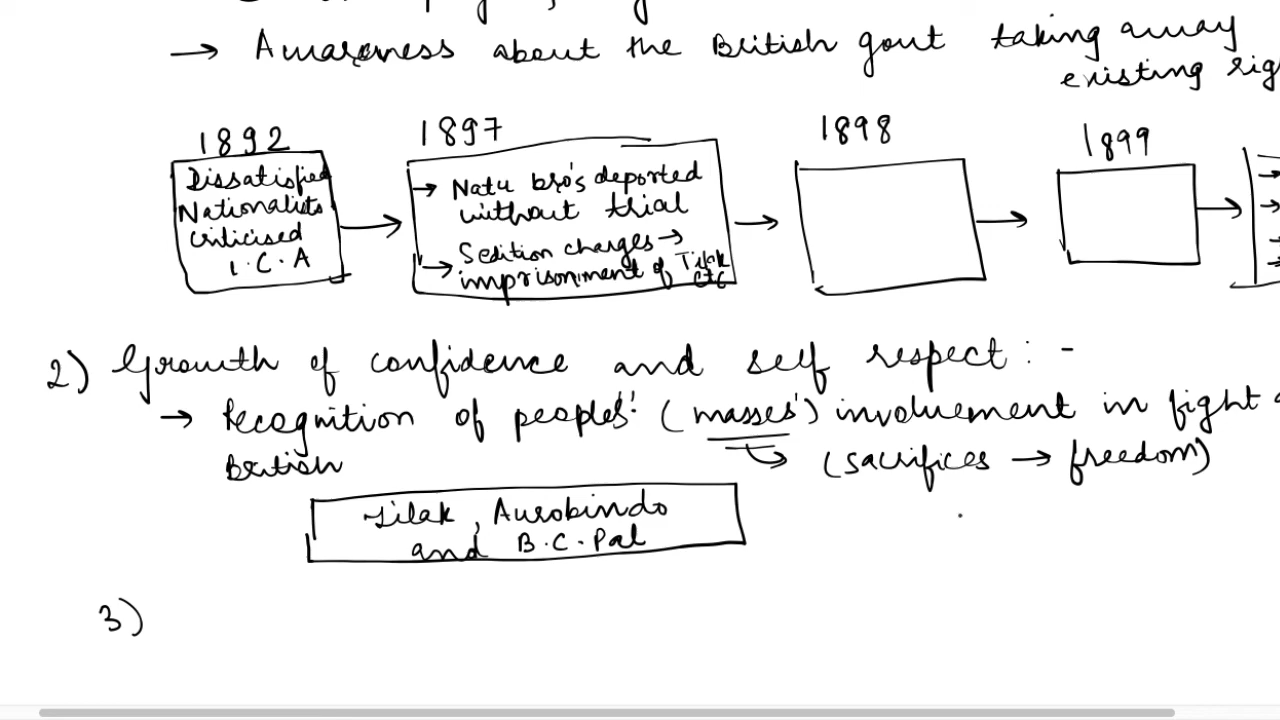 → Awareness about the British govt taking away
existing rig
1892
Dissatisfied
Nationalists
criticised
I.C.A
1897
→ Natu bro's deported
without trial
→ Sedition charges →
imprisonment of Tilak
etc
1898
1899
2) Growth of confidence and self respect : -
→ Recognition of peoples' (masses') involvement in fight
British
(sacrifices → freedom)
Tilak, Aurobindo
and B.C. Pal
3)